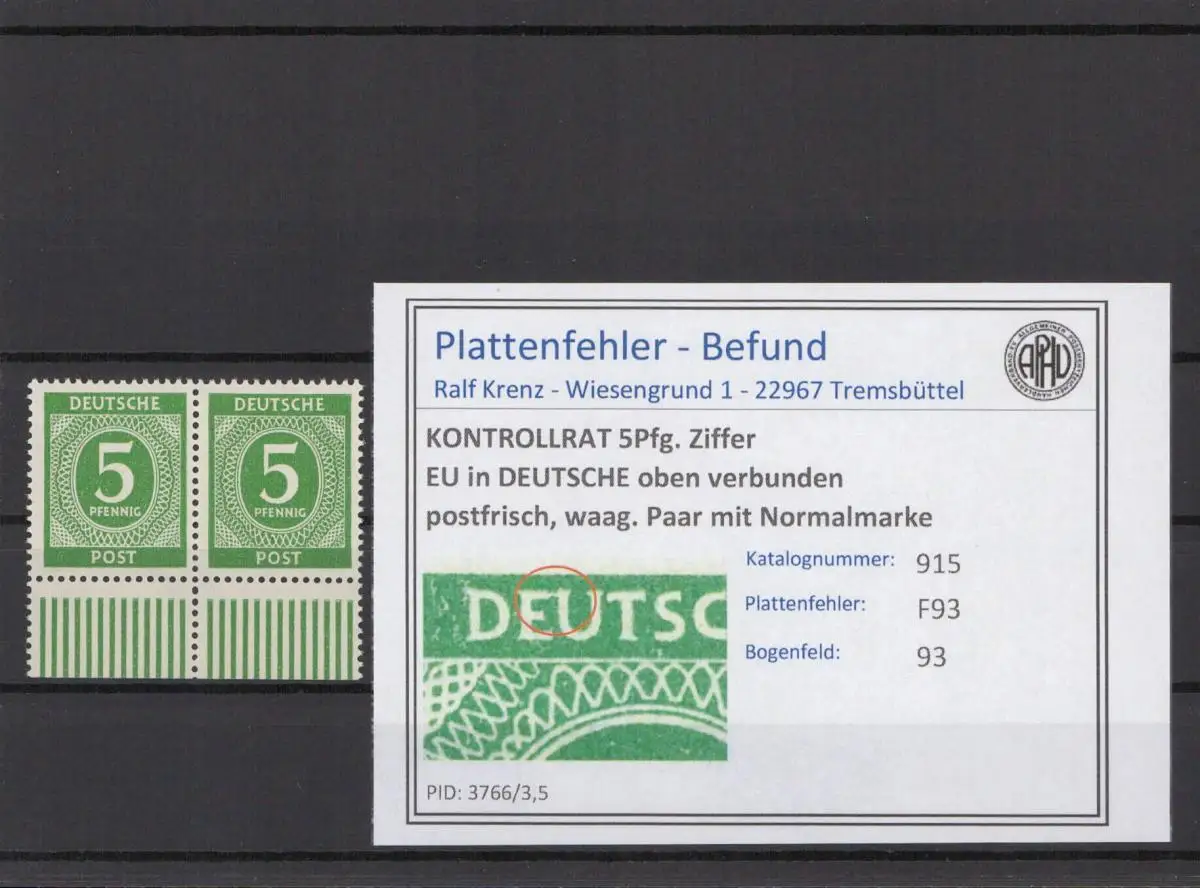 DEUTSCHE
5
PFENNIG
POST
DEUTSCHE
5
PFENNIG
POST
Plattenfehler - Befund
Ralf Krenz - Wiesengrund 1 - 22967 Tremsbüttel
APHV
KONTROLLRAT 5Pfg. Ziffer
EU in DEUTSCHE oben verbunden
postfrisch, waag. Paar mit Normalmarke
DEUTSC
Katalognummer: 915
Plattenfehler: F93
Bogenfeld: 93
PID: 3766/3,5